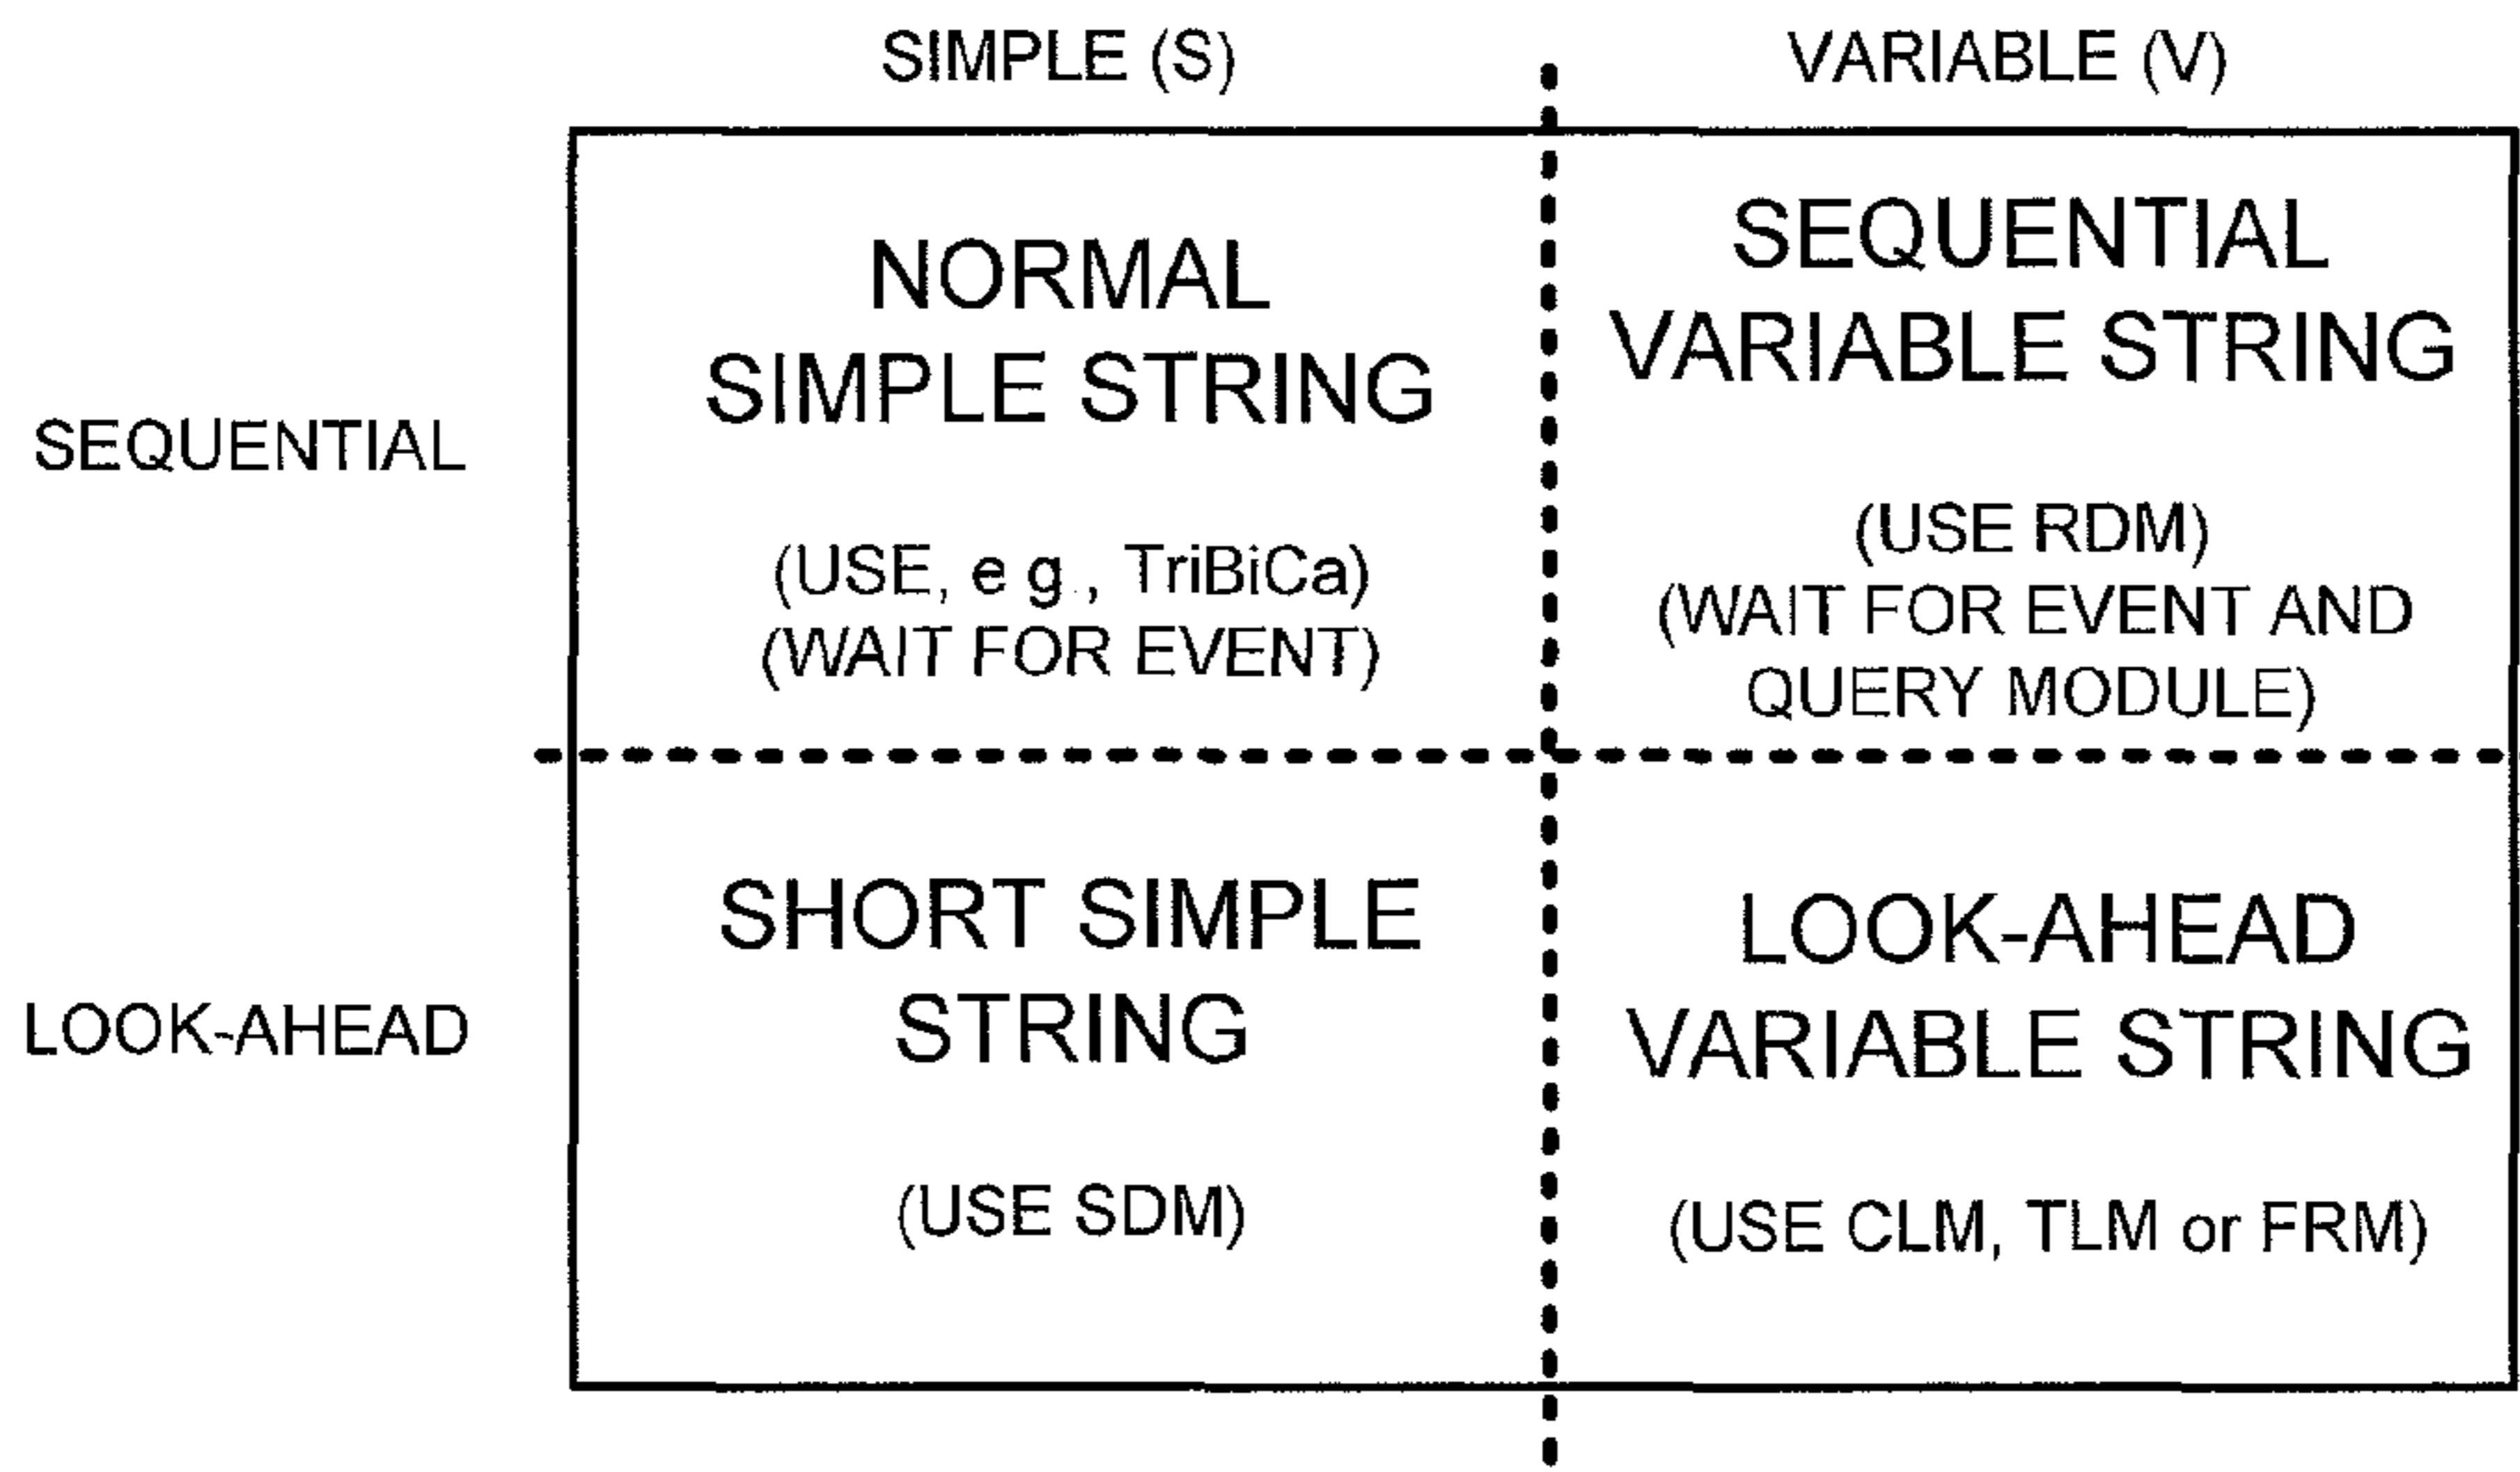 SIMPLE (S)
VARIABLE (V)
SEQUENTIAL
NORMAL
SIMPLE STRING
(USE, e.g., TriBiCa)
(WAIT FOR EVENT)
SEQUENTIAL
VARIABLE STRING
(USE RDM)
(WAIT FOR EVENT AND
QUERY MODULE)
LOOK-AHEAD
SHORT SIMPLE
STRING
(USE SDM)
LOOK-AHEAD
VARIABLE STRING
(USE CLM, TLM or FRM)